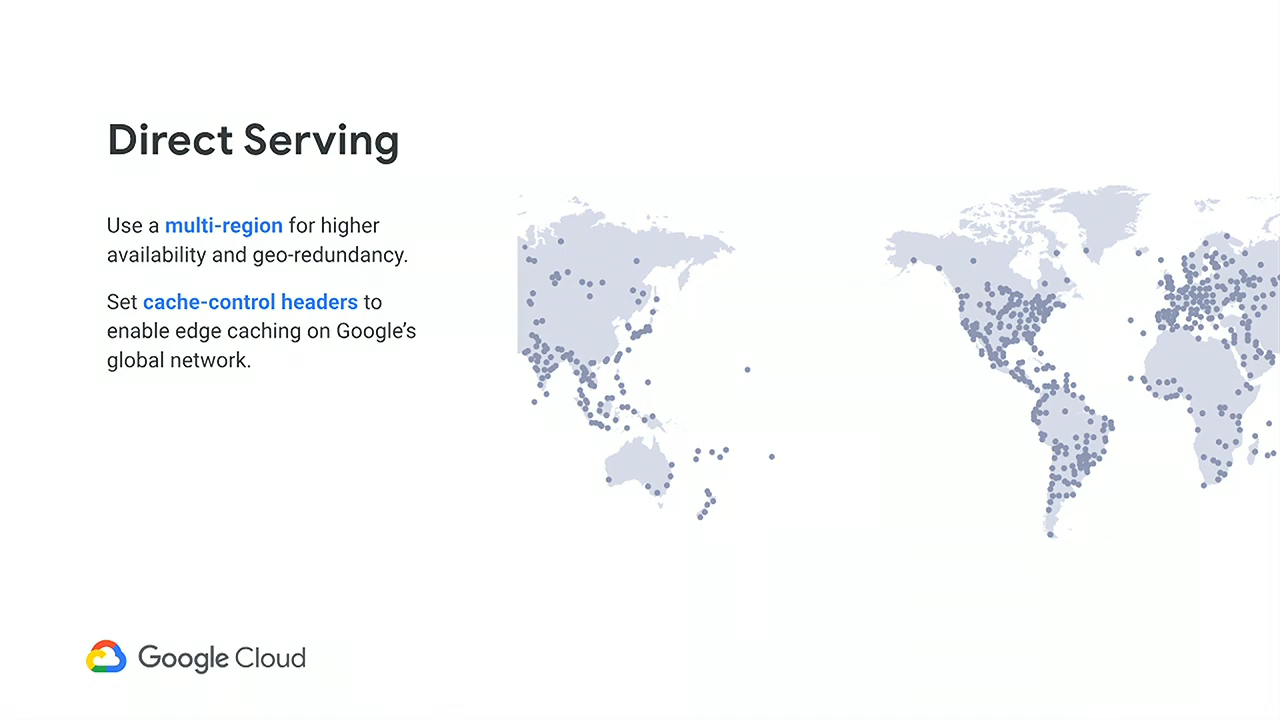 Direct Serving
Use a multi-region for higher
availability and geo-redundancy.
Set cache-control headers to
enable edge caching on Google’s
global network.
Google Cloud